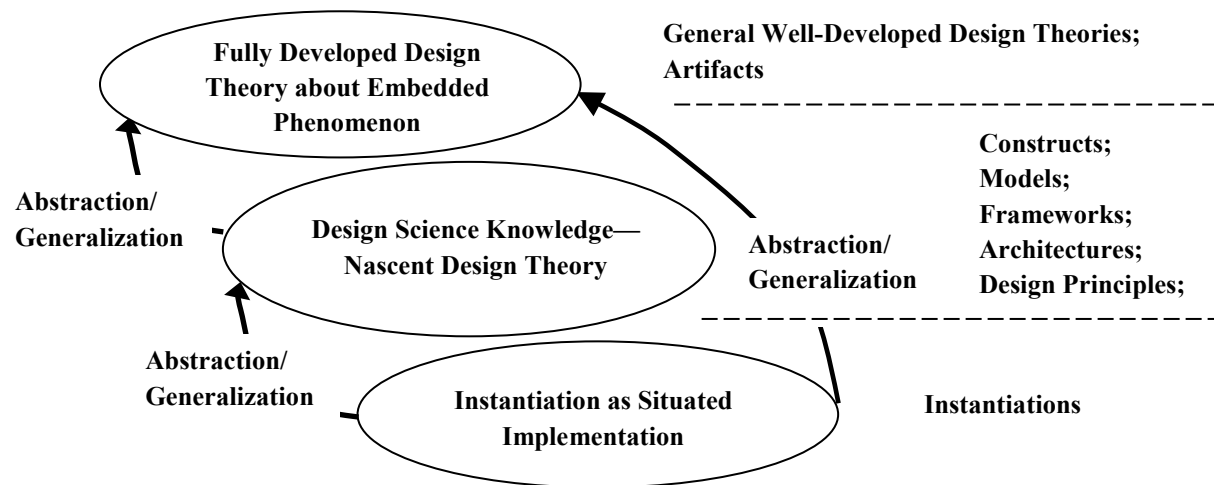 Fully Developed Design
Theory about Embedded
Phenomenon
General Well-Developed Design Theories;
Artifacts
Abstraction/
Generalization
Design Science Knowledge—
Nascent Design Theory
Abstraction/
Generalization
Constructs;
Models;
Frameworks;
Architectures;
Design Principles;
Abstraction/
Generalization
Instantiation as Situated
Implementation
Instantiations